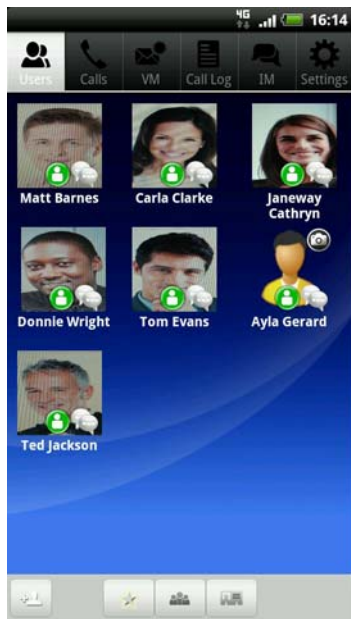 4G 16:14
Users Calls VM Call Log IM Settings
Matt Barnes Carla Clarke Janeway
Cathryn
Donnie Wright Tom Evans Ayla Gerard
Ted Jackson